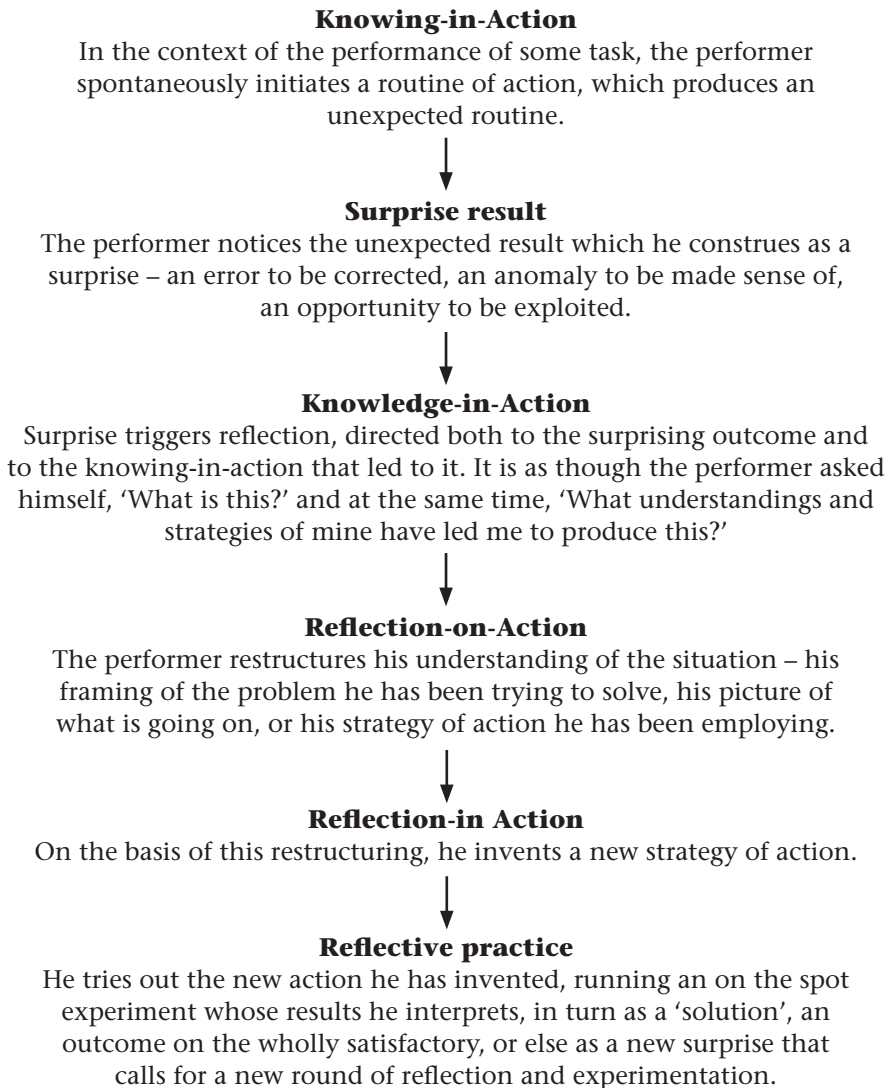 Knowing-in-Action
In the context of the performance of some task, the performer
spontaneously initiates a routine of action, which produces an
unexpected routine.
Surprise result
The performer notices the unexpected result which he construes as a
surprise – an error to be corrected, an anomaly to be made sense of,
an opportunity to be exploited.
Knowledge-in-Action
Surprise triggers reflection, directed both to the surprising outcome and
to the knowing-in-action that led to it. It is as though the performer asked
himself, ‘What is this?’ and at the same time, ‘What understandings and
strategies of mine have led me to produce this?’
Reflection-on-Action
The performer restructures his understanding of the situation – his
framing of the problem he has been trying to solve, his picture of
what is going on, or his strategy of action he has been employing.
Reflection-in Action
On the basis of this restructuring, he invents a new strategy of action.
Reflective practice
He tries out the new action he has invented, running an on the spot
experiment whose results he interprets, in turn as a ‘solution’, an
outcome on the wholly satisfactory, or else as a new surprise that
calls for a new round of reflection and experimentation.